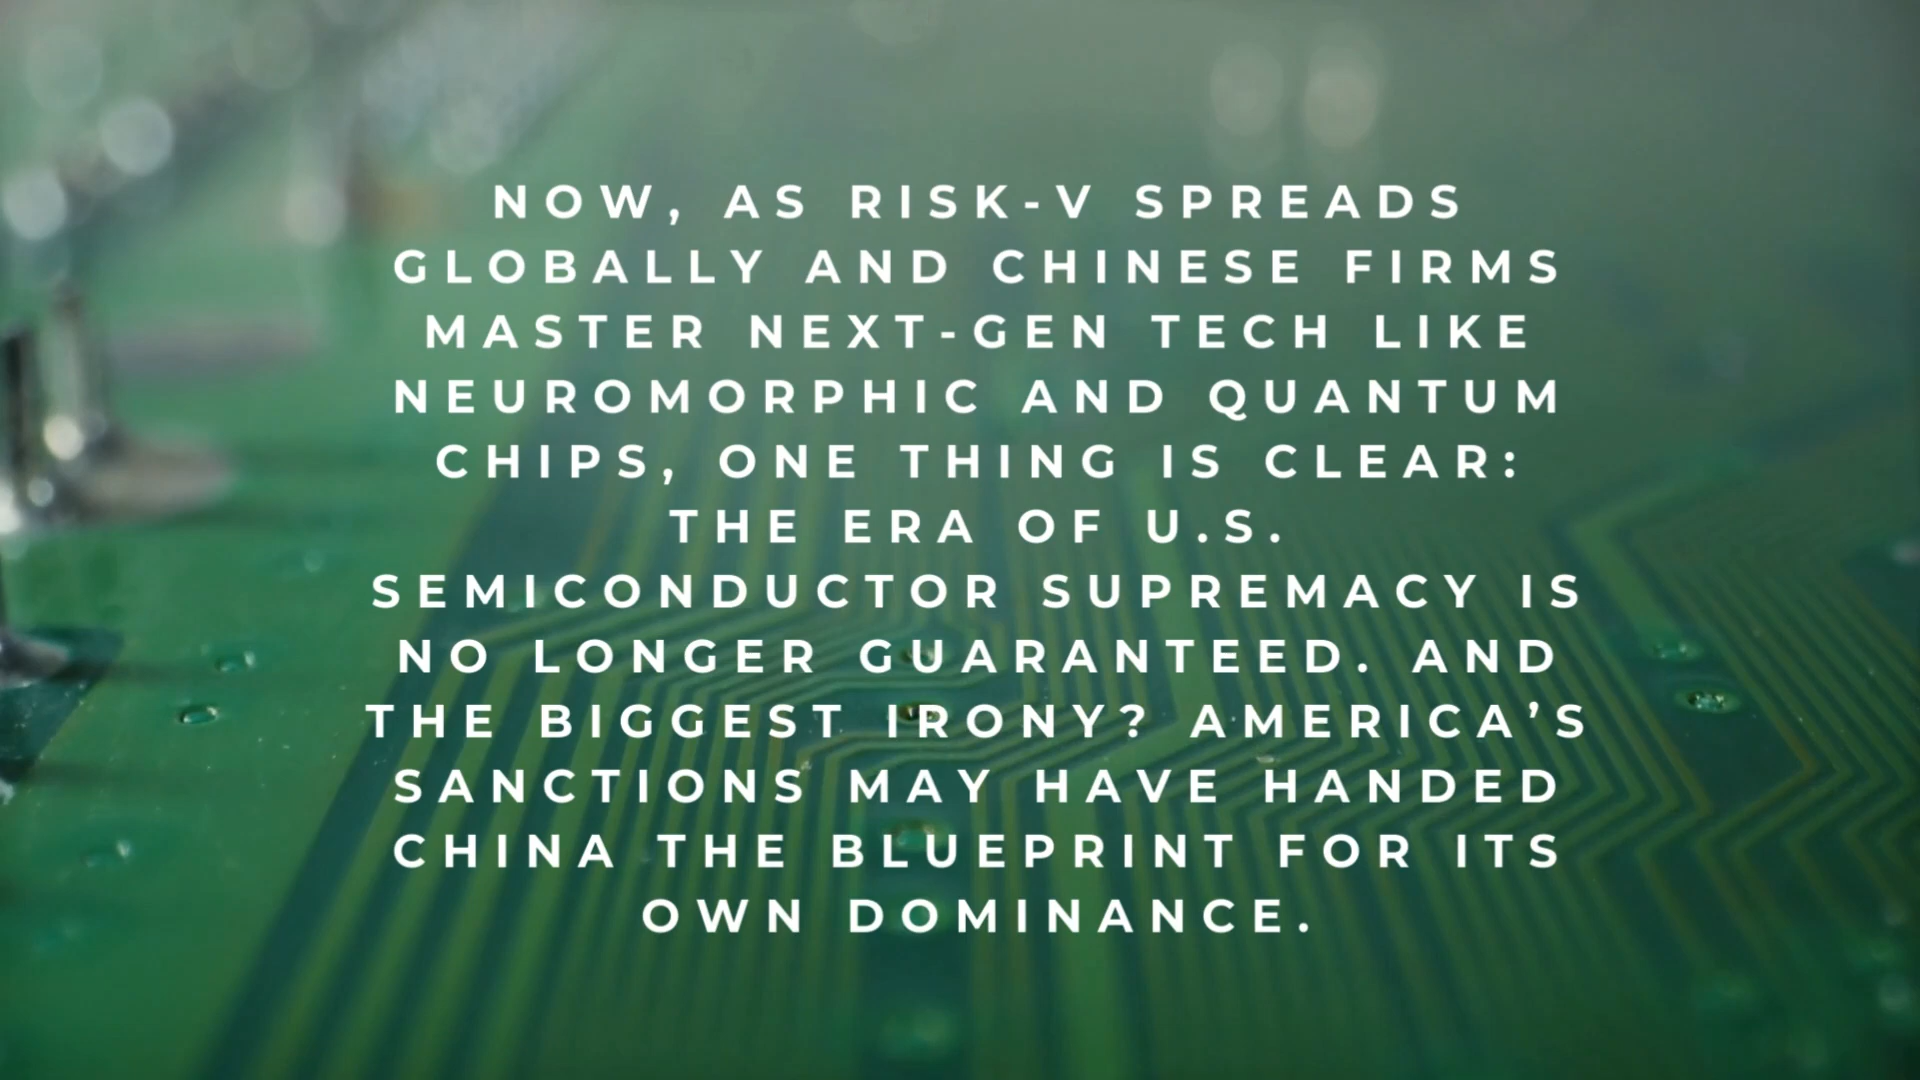 NOW, AS RISK-V SPREADS
GLOBALLY AND CHINESE FIRMS
MASTER NEXT-GEN TECH LIKE
NEUROMORPHIC AND QUANTUM
CHIPS, ONE THING IS CLEAR:
THE ERA OF U.S.
SEMICONDUCTOR SUPREMACY IS
NO LONGER GUARANTEED. AND
THE BIGGEST IRONY? AMERICA’S
SANCTIONS MAY HAVE HANDED
CHINA THE BLUEPRINT FOR ITS
OWN DOMINANCE.